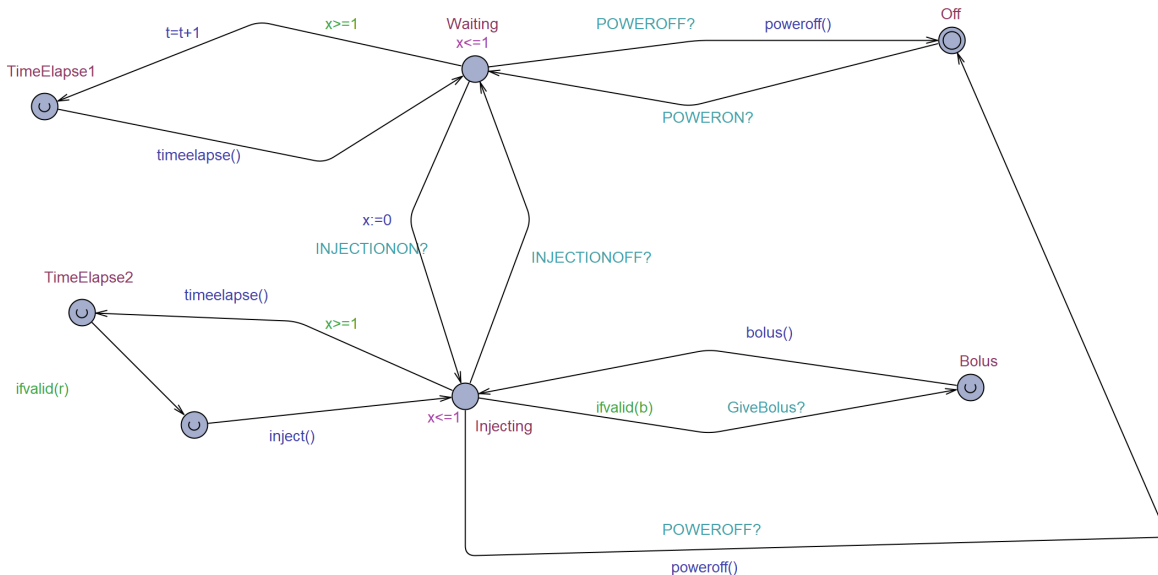 Off
Waiting
POWEROFF?
poweroff()
x>=1
t=t+1
x<=1
TimeElapse1
POWERON?
timeelapse()
x:=0
INJECTIONON?
INJECTIONOFF?
TimeElapse2
timeelapse()
x>=1
bolus()
Bolus
ifvalid(r)
ifvalid(b)
GiveBolus?
x<=1
Injecting
inject()
POWEROFF?
poweroff()